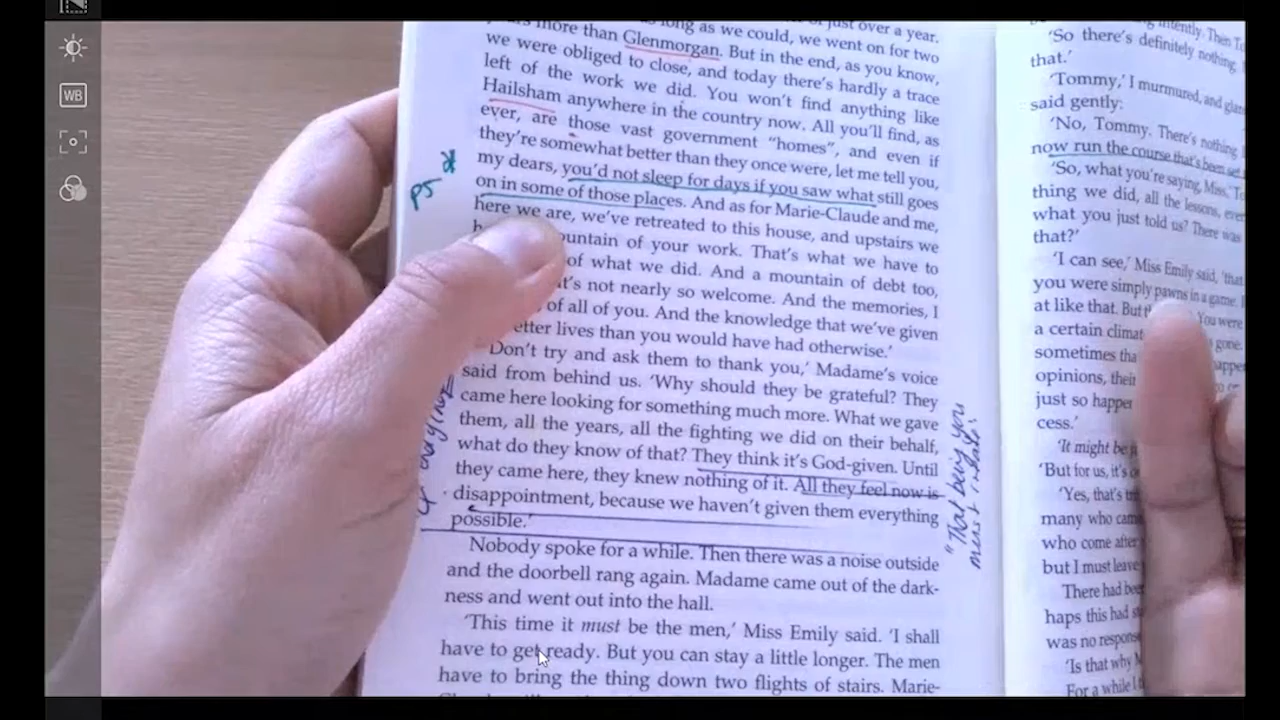 WB
more than Glenmorgan. But in the end, as you know,
as long as we could, we went on for two
just over a year.
we were obliged to close, and today there's hardly a trace
left of the work we did. You won't find anything like
Hailsham anywhere in the country now. All you'll find, as
ever, are those vast government "homes", and even if
they're somewhat better than they once were, let me tell you,
my dears, you'd not sleep for days if you saw what still goes
on in some of those places. And as for Marie-Claude and me,
here we are, we've retreated to this house, and upstairs we
of your work. That's what we have to
of what we did. And a mountain of debt too,
it's not nearly so welcome. And the memories, I
of all of you. And the knowledge that we've given
better lives than you would have had otherwise.'
'Don't try and ask them to thank you,' Madame's voice
said from behind us. 'Why should they be grateful? They
came here looking for something much more. What we gave
them, all the years, all the fighting we did on their behalf,
what do they know of that? They think it's God-given. Until
they came here, they knew nothing of it. All they feel now is
disappointment, because we haven't given them everything
possible.'
Nobody spoke for a while. Then there was a noise outside
and the doorbell rang again. Madame came out of the dark-
ness and went out into the hall.
'This time it must be the men,' Miss Emily said. 'I shall
have to get ready. But you can stay a little longer. The men
have to bring the thing down two flights of stairs. Marie-
intently. Then
'So there's definitely nothing.
that.'
'Tommy,' I murmured, and
said gently:
'No, Tommy. There's nothing
now run the course that's been set
'So, what you're saying, Miss,
thing we did, all the lessons,
what you just told us? There was
that?'
'I can see,' Miss Emily said, 'that
you were simply pawns in a game.
at like that. But You were
a certain gone.
sometimes
opinions, their
just so
cess.'
'It might be
'But for us, it's
'Yes, that's
many who came
who come after
but I must leave
There had been
haps this had
was no
'Is that why
For a while I